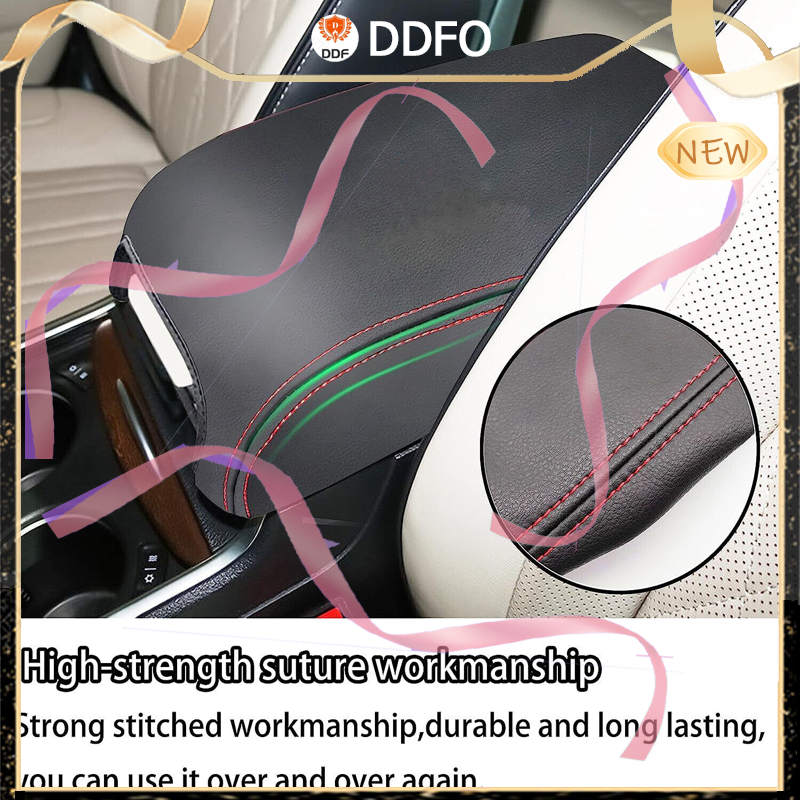 DDF
DDFO
NEW
High-strength suture workmanship
Strong stitched workmanship,durable and long lasting,
you can use it over and over again.